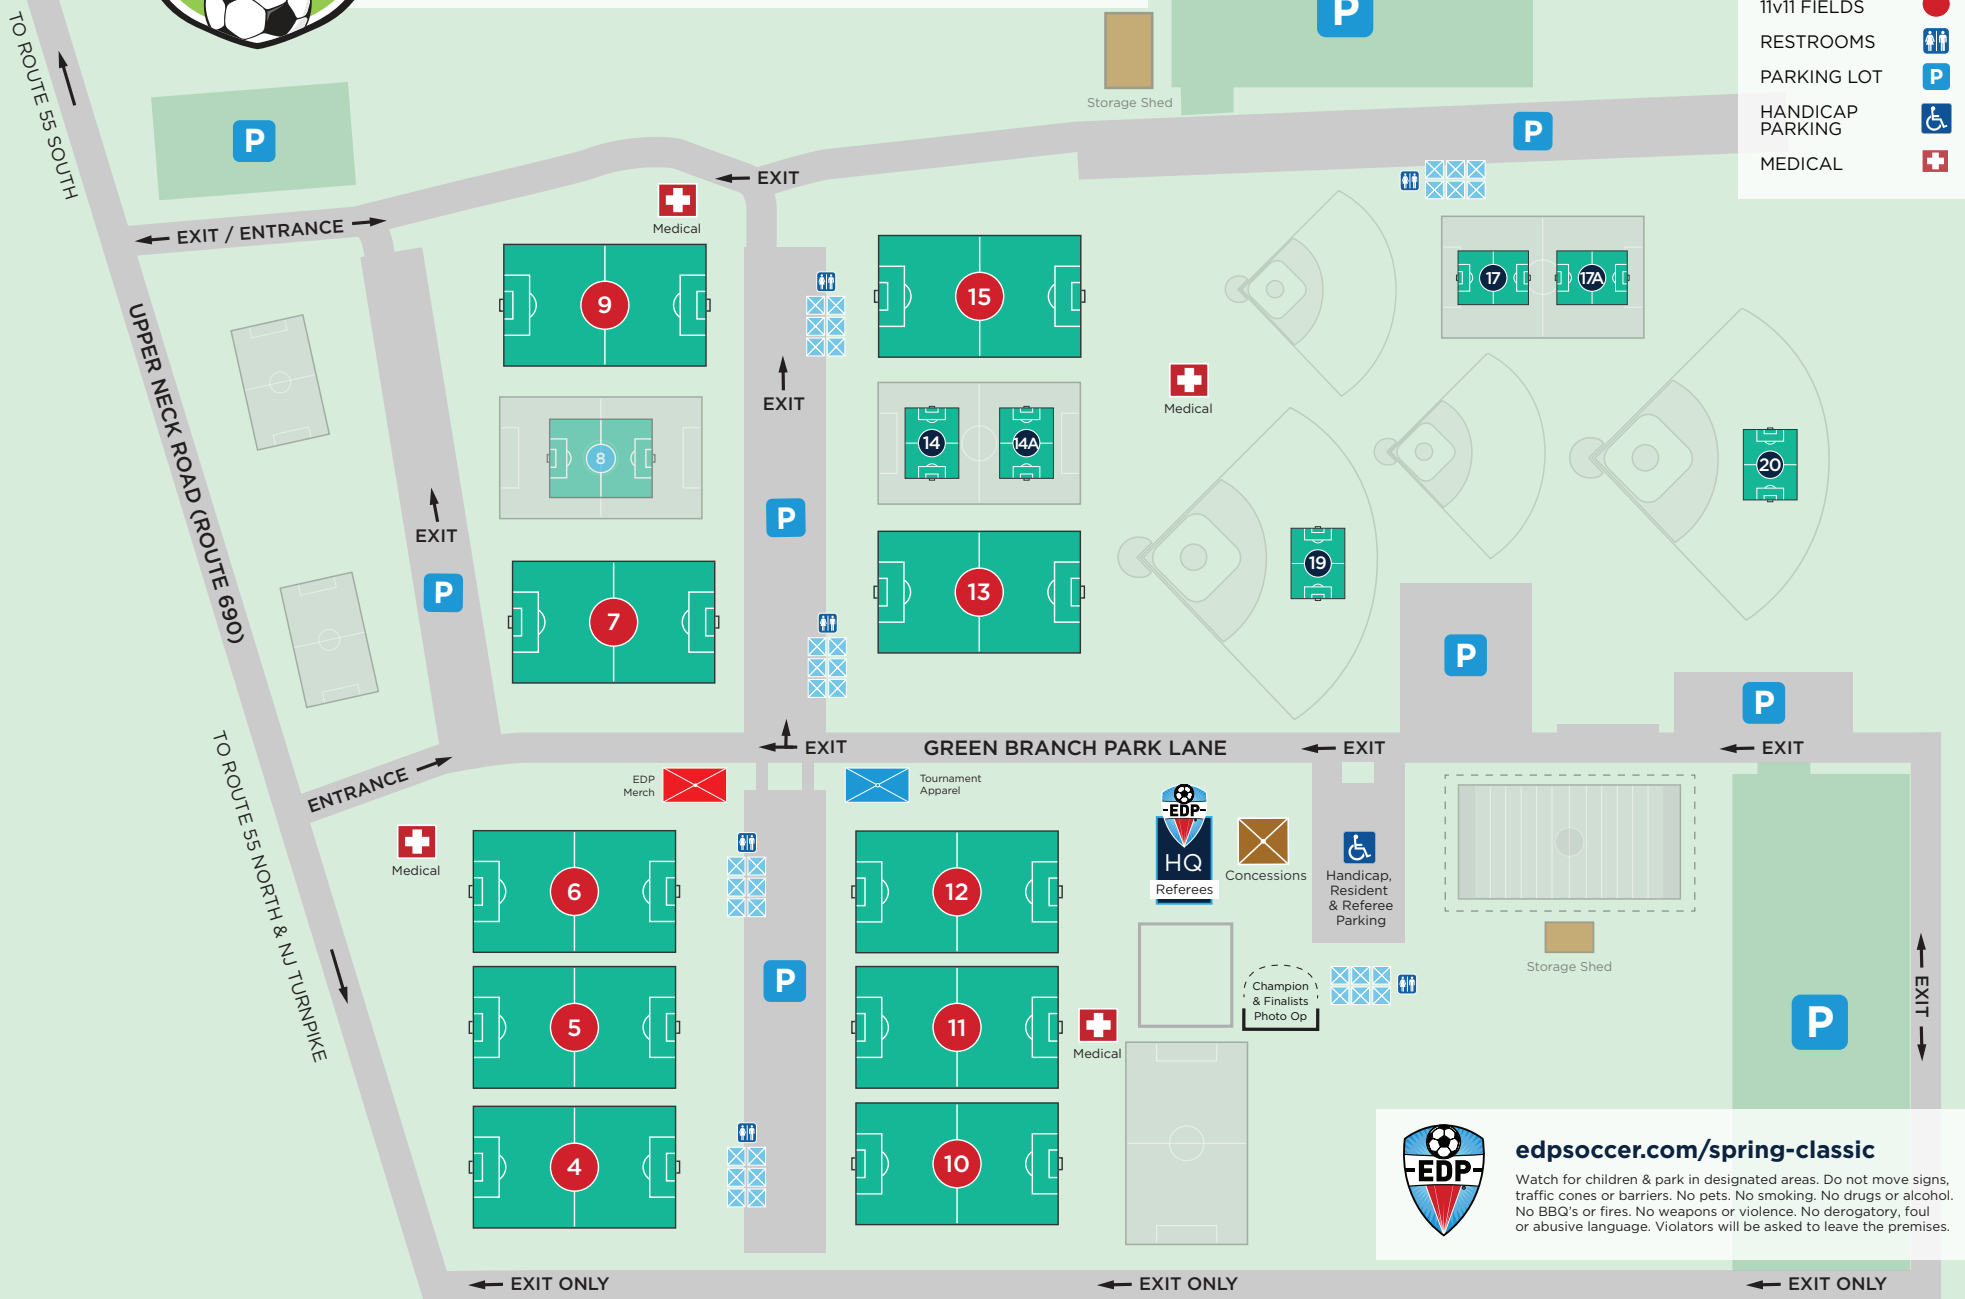 11v11 FIELDS
RESTROOMS
P
PARKING LOT
P
HANDICAP
PARKING
MEDICAL
TO ROUTE 55 SOUTH
P
Storage Shed
P
EXIT
Medical
EXIT / ENTRANCE
9
15
17
17A
UPPER NECK ROAD (ROUTE 690)
EXIT
Medical
8
14
14A
20
P
EXIT
19
P
7
13
P
P
EXIT
GREEN BRANCH PARK LANE
EXIT
EXIT
ENTRANCE
EDP
Merch
Tournament
Apparel
TO ROUTE 55 NORTH & NJ TURNPIKE
Medical
6
12
EDP
HQ
Referees
Concessions
Handicap,
Resident
& Referee
Parking
Storage Shed
P
5
11
Medical
Champion
& Finalists
Photo Op
P
EXIT
4
10
EDP
edpsoccer.com/spring-classic
Watch for children & park in designated areas. Do not move signs,
traffic cones or barriers. No pets. No smoking. No drugs or alcohol.
No BBQ's or fires. No weapons or violence. No derogatory, foul
or abusive language. Violators will be asked to leave the premises.
EXIT ONLY
EXIT ONLY
EXIT ONLY